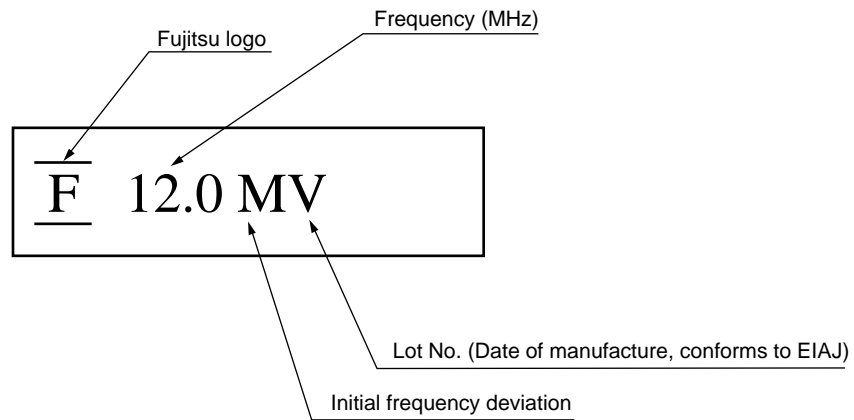 Frequency (MHz)
Fujitsu logo
F 12.0 MV
Lot No. (Date of manufacture, conforms to EIAJ)
Initial frequency deviation